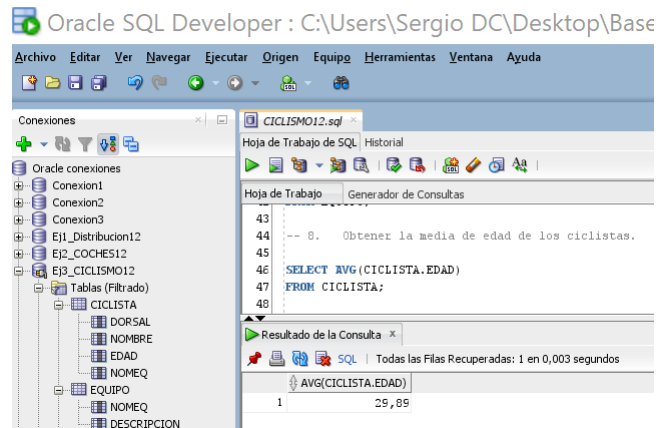 Oracle SQL Developer : C:\Users\Sergio DC\Desktop\Base
Archivo Editar Ver Navegar Ejecutar Origen Equipo Herramientas Ventana Ayuda
Conexiones
Oracle conexiones
Conexion1
Conexion2
Conexion3
Ej1_Distribucion12
Ej2_COCHES12
Ej3_CICLISMO12
Tablas (Filtrado)
CICLISTA
DORSAL
NOMBRE
EDAD
NOMEQ
EQUIPO
NOMEQ
DESCRIPCION
CICLISMO12.sql
Hoja de Trabajo de SQL Historial
Hoja de Trabajo Generador de Consultas
43
44 -- 8. Obtener la media de edad de los ciclistas.
45
46 SELECT AVG(CICLISTA.EDAD)
47 FROM CICLISTA;
48
Resultado de la Consulta x
SQL | Todas las Filas Recuperadas: 1 en 0,003 segundos
AVG(CICLISTA.EDAD)
1 29,89